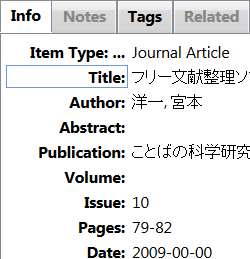 Info Notes Tags Related
Item Type: ... Journal Article
Title: フリー文献整理ソ
Author: 洋一, 宮本
Abstract:
Publication: ことばの科学研究
Volume:
Issue: 10
Pages: 79-82
Date: 2009-00-00